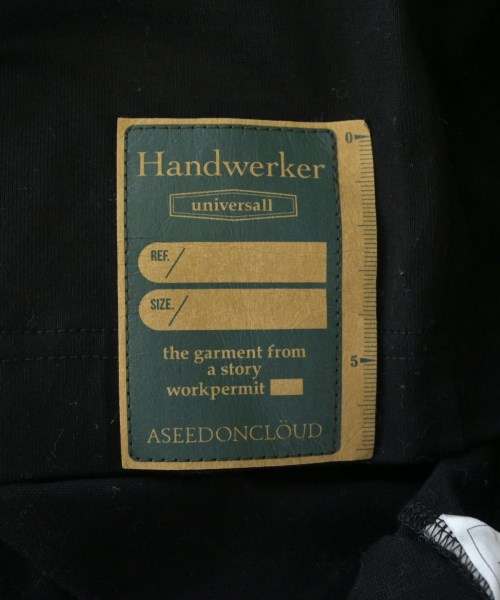 Handwerker
universall
REF./
SIZE./
the garment from
a story
workpermit
ASEEDONCLÖUD
0
5